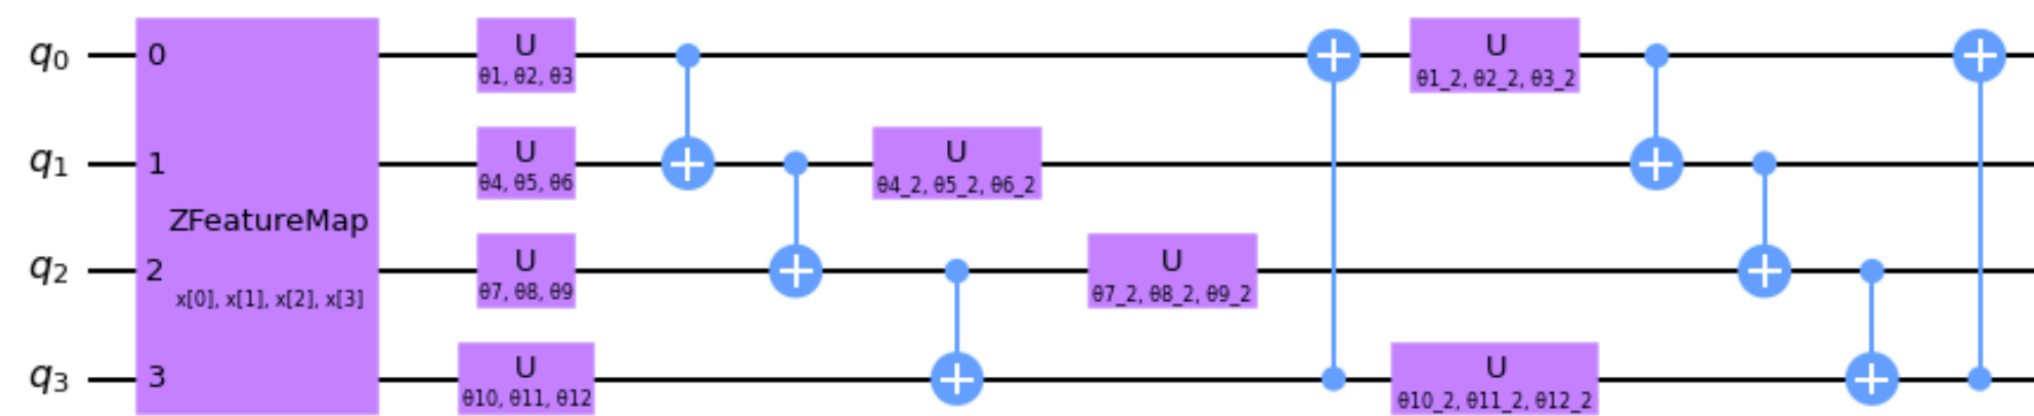 q0
0
U
θ1, θ2, θ3
U
θ1_2, θ2_2, θ3_2
q1
1
U
θ4, θ5, θ6
U
θ4_2, θ5_2, θ6_2
ZFeatureMap
q2
2
x[0], x[1], x[2], x[3]
U
θ7, θ8, θ9
U
θ7_2, θ8_2, θ9_2
q3
3
U
θ10, θ11, θ12
U
θ10_2, θ11_2, θ12_2